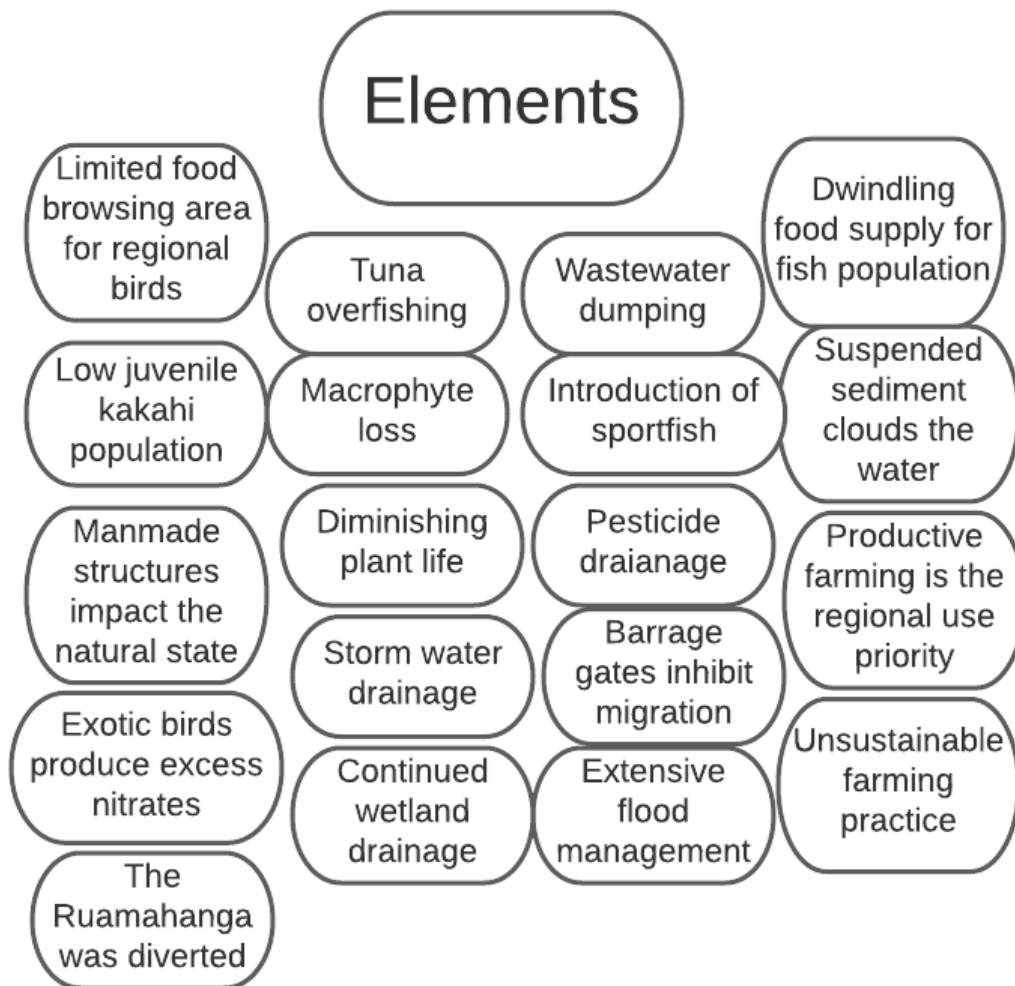 Elements
Limited food
browsing area
for regional
birds
Low juvenile
kakahi
population
Manmade
structures
impact the
natural state
Exotic birds
produce excess
nitrates
The
Ruamahanga
was diverted
Tuna
overfishing
Macrophyte
loss
Diminishing
plant life
Storm water
drainage
Continued
wetland
drainage
Wastewater
dumping
Introduction of
sportfish
Pesticide
draianage
Barrage
gates inhibit
migration
Extensive
flood
management
Dwindling
food supply for
fish population
Suspended
sediment
clouds the
water
Productive
farming is the
regional use
priority
Unsustainable
farming
practice